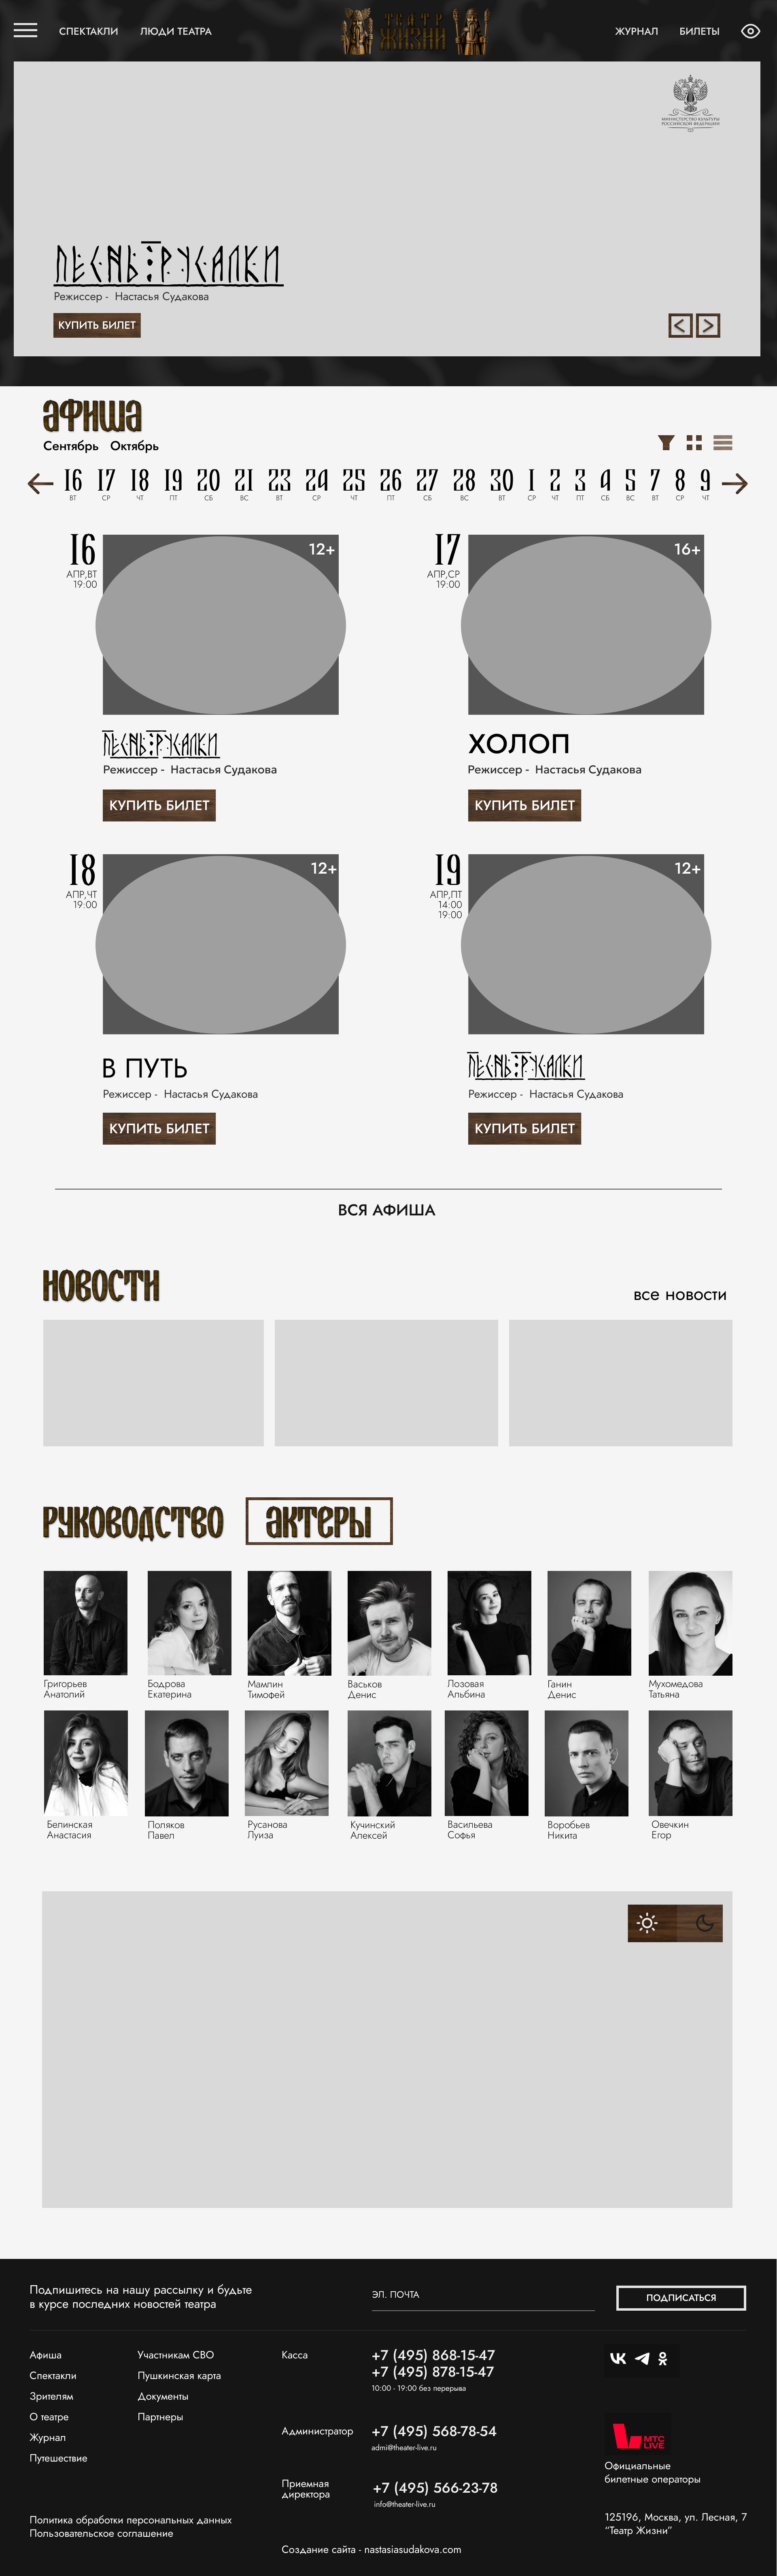 СПЕКТАКЛИ
ЛЮДИ ТЕАТРА
ТЕАТР
ЖИЗНИ
ЖУРНАЛ
БИЛЕТЫ
МИНИСТЕРСТВО КУЛЬТУРЫ
РОССИЙСКОЙ ФЕДЕРАЦИИ
ПЕСНЬ РУСАЛКИ
Режиссер - Настасья Судакова
КУПИТЬ БИЛЕТ
< >
АФИША
Сентябрь Октябрь
16 17 18 19 20 21 23 24 25 26 27 28 30 1 2 3 4 5 7 8 9
ВТ СР ЧТ ПТ СБ ВС ВТ СР ЧТ ПТ СБ ВС ВТ СР ЧТ ПТ СБ ВС ВТ СР ЧТ
16
АПР,ВТ
19:00
12+
ПЕСНЬ РУСАЛКИ
Режиссер - Настасья Судакова
КУПИТЬ БИЛЕТ
17
АПР,СР
19:00
16+
ХОЛОП
Режиссер - Настасья Судакова
КУПИТЬ БИЛЕТ
18
АПР,ЧТ
19:00
12+
В ПУТЬ
Режиссер - Настасья Судакова
КУПИТЬ БИЛЕТ
19
АПР,ПТ
14:00
19:00
12+
ПЕСНЬ РУСАЛКИ
Режиссер - Настасья Судакова
КУПИТЬ БИЛЕТ
ВСЯ АФИША
НОВОСТИ
все новости
РУКОВОДСТВО
АКТЕРЫ
Григорьев
Анатолий
Бодрова
Екатерина
Мамлин
Тимофей
Васьков
Денис
Лозовая
Альбина
Ганин
Денис
Мухомедова
Татьяна
Белинская
Анастасия
Поляков
Павел
Русанова
Луиза
Кучинский
Алексей
Васильева
Софья
Воробьев
Никита
Овечкин
Егор
Подпишитесь на нашу рассылку и будьте
в курсе последних новостей театра
ЭЛ. ПОЧТА
ПОДПИСАТЬСЯ
Афиша
Спектакли
Зрителям
О театре
Журнал
Путешествие
Участникам СВО
Пушкинская карта
Документы
Партнеры
Касса
+7 (495) 868-15-47
+7 (495) 878-15-47
10:00 - 19:00 без перерыва
Администратор
+7 (495) 568-78-54
admi@theater-live.ru
Приемная
директора
+7 (495) 566-23-78
info@theater-live.ru
МТС
LIVE
Официальные
билетные операторы
125196, Москва, ул. Лесная, 7
“Театр Жизни”
Политика обработки персональных данных
Пользовательское соглашение
Создание сайта - nastasiasudakova.com